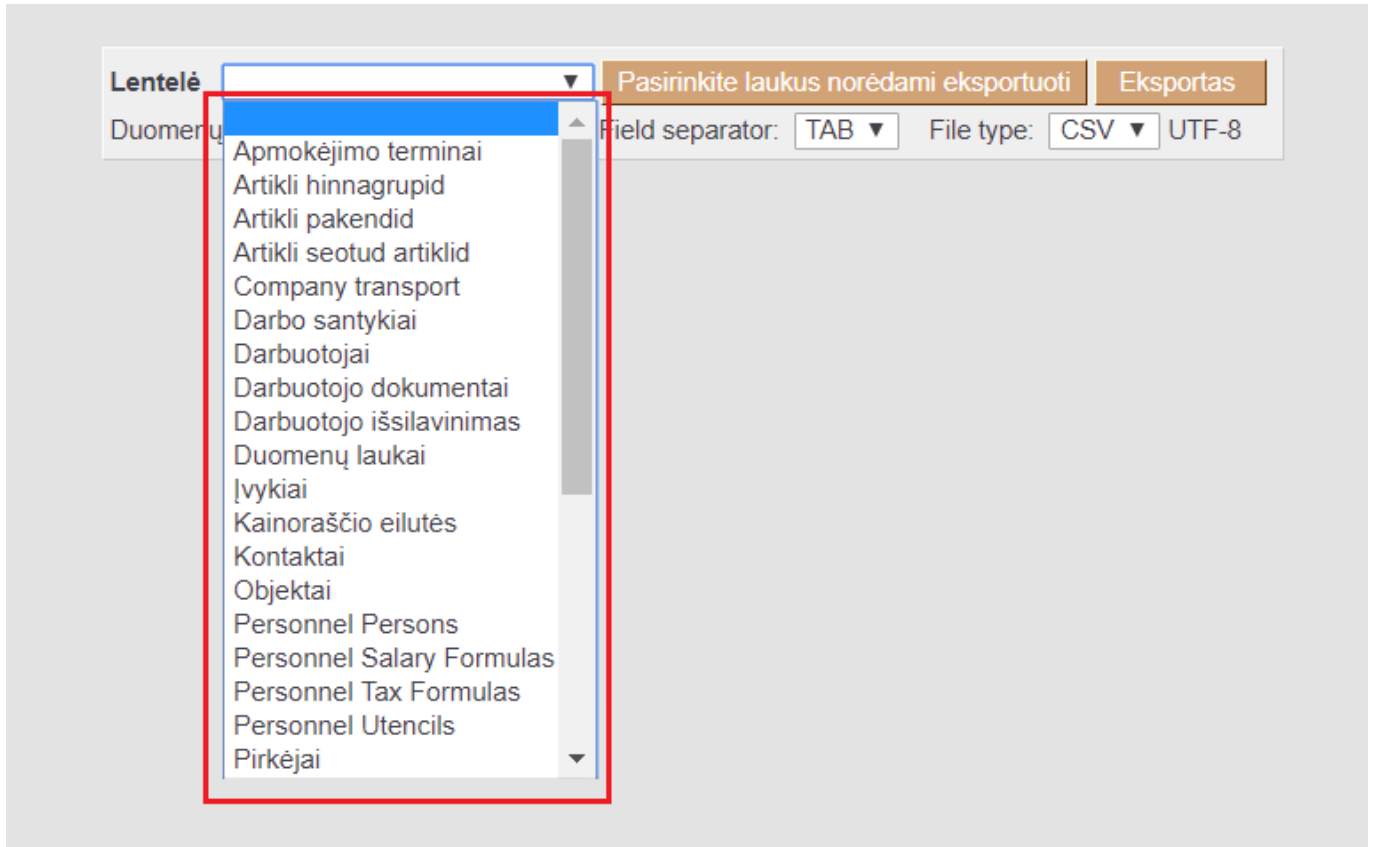 Lentelė Pasirinkite laukus norėdami eksportuoti Eksportas
Duomenų Field separator: TAB File type: CSV UTF-8
Apmokėjimo terminai
Artikli hinnagrupid
Artikli pakendid
Artikli seotud artiklid
Company transport
Darbo santykiai
Darbuotojai
Darbuotojo dokumentai
Darbuotojo išsilavinimas
Duomenų laukai
Įvykiai
Kainoraščio eilutės
Kontaktai
Objektai
Personnel Persons
Personnel Salary Formulas
Personnel Tax Formulas
Personnel Utencils
Pirkėjai